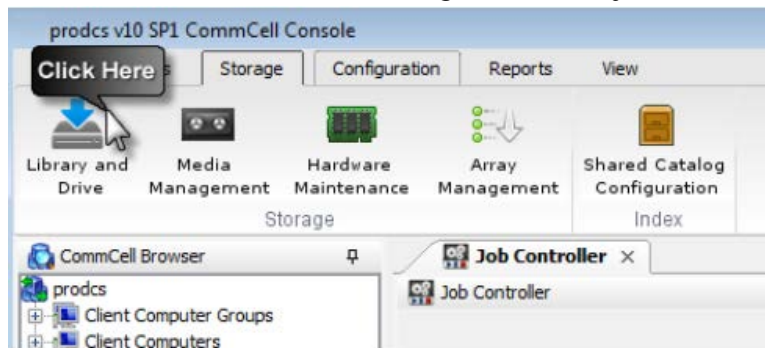 prodcs v10 SP1 CommCell Console
Click Here
Storage Configuration Reports View
Library and Drive
Media Management
Hardware Maintenance
Array Management
Shared Catalog Configuration
Storage
Index
CommCell Browser
Job Controller
prodcs
Job Controller
Client Computer Groups
Client Computers